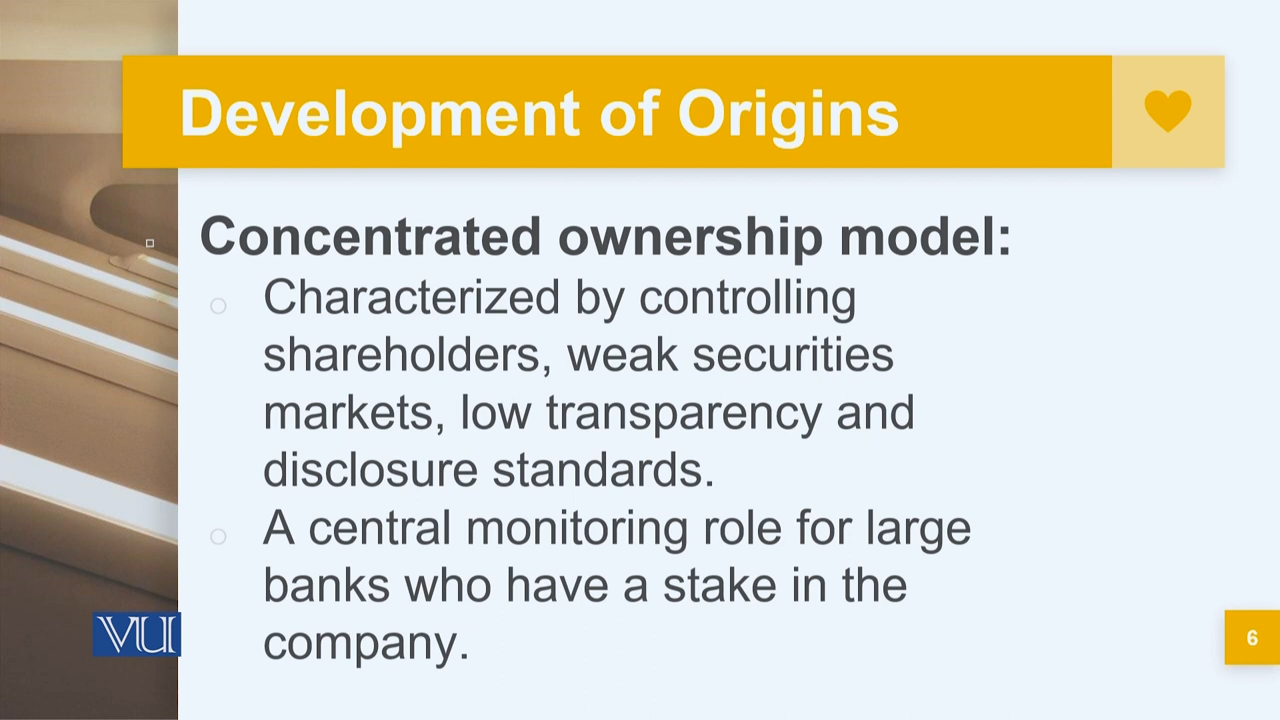 Development of Origins
Concentrated ownership model:
Characterized by controlling
shareholders, weak securities
markets, low transparency and
disclosure standards.
A central monitoring role for large
banks who have a stake in the
company.
VU
6